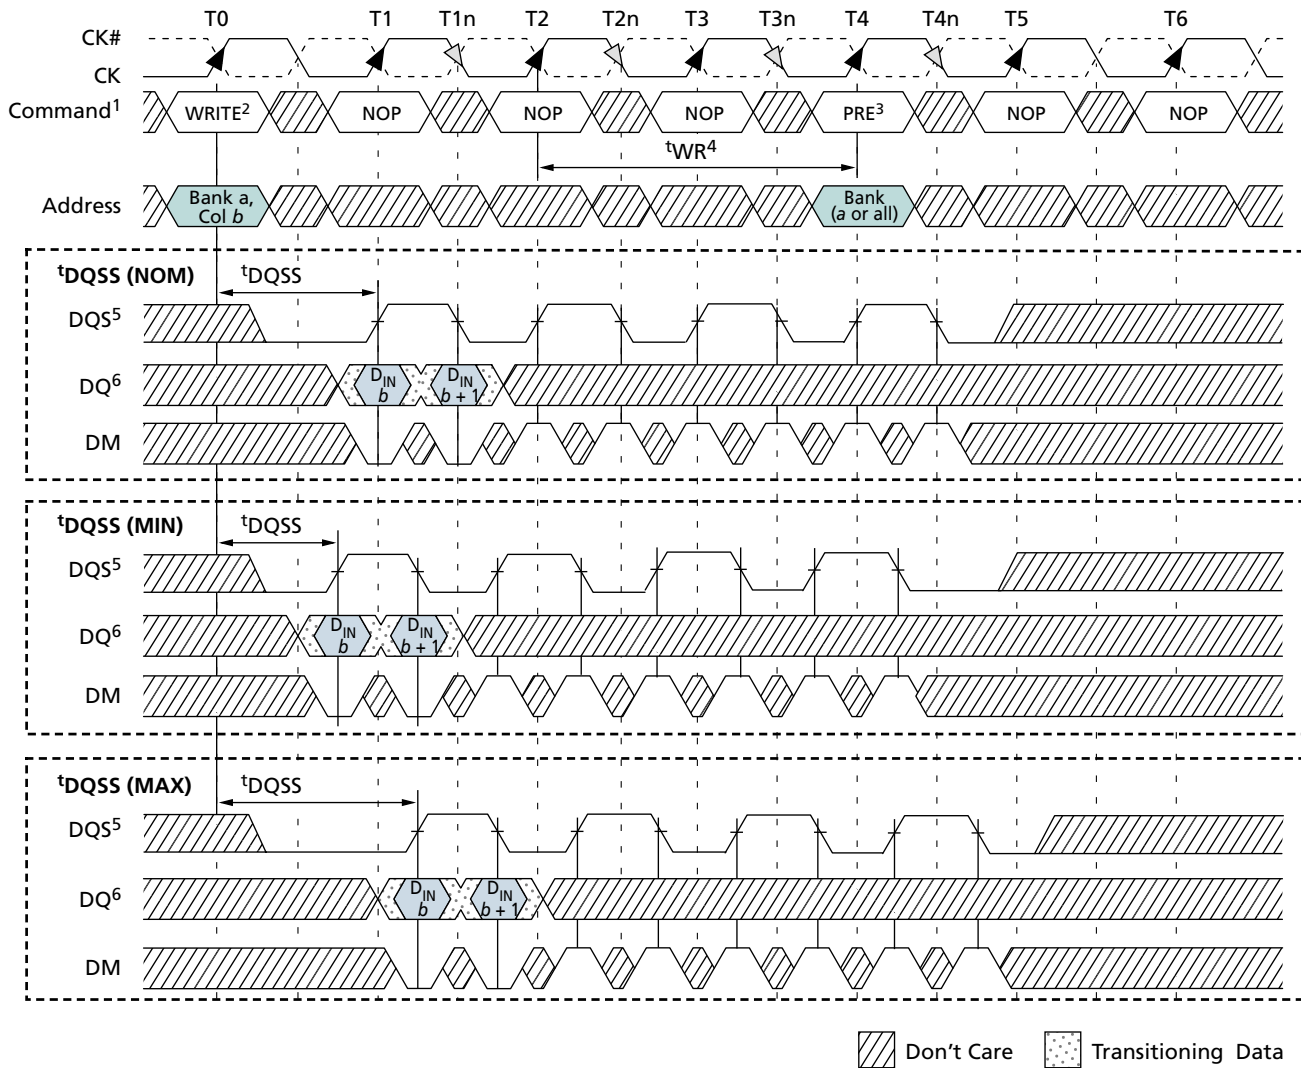 T0 T1 T1n T2 T2n T3 T3n T4 T4n T5 T6
CK#
CK
Command1 WRITE2 NOP NOP NOP PRE3 NOP NOP
tWR4
Address Bank a, Col b Bank (a or all)
tDQSS (NOM) tDQSS
DQS5
DQ6 DIN b DIN b + 1
DM
tDQSS (MIN) tDQSS
DQS5
DQ6 DIN b DIN b + 1
DM
tDQSS (MAX) tDQSS
DQS5
DQ6 DIN b DIN b + 1
DM
Don't Care Transitioning Data